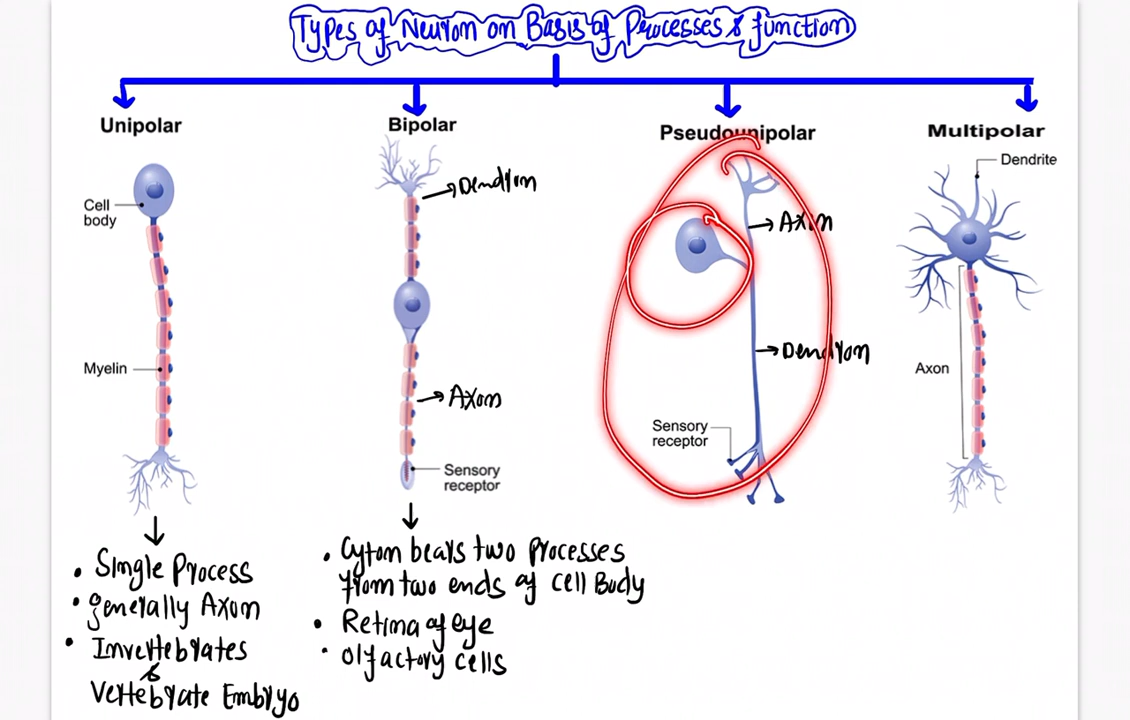 Types of Neuron on Basis of Processes & function
Unipolar
Bipolar
Pseudounipolar
Multipolar
Cell
body
Myelin
Dendron
Axon
Sensory
receptor
Axon
Dendron
Sensory
receptor
Dendrite
Axon
• Single Process
• generally Axon
• Invertebrates
&
Vertebrate Embryo
• Cyton bears two processes
from two ends of cell Body
• Retina of eye
• Olfactory cells